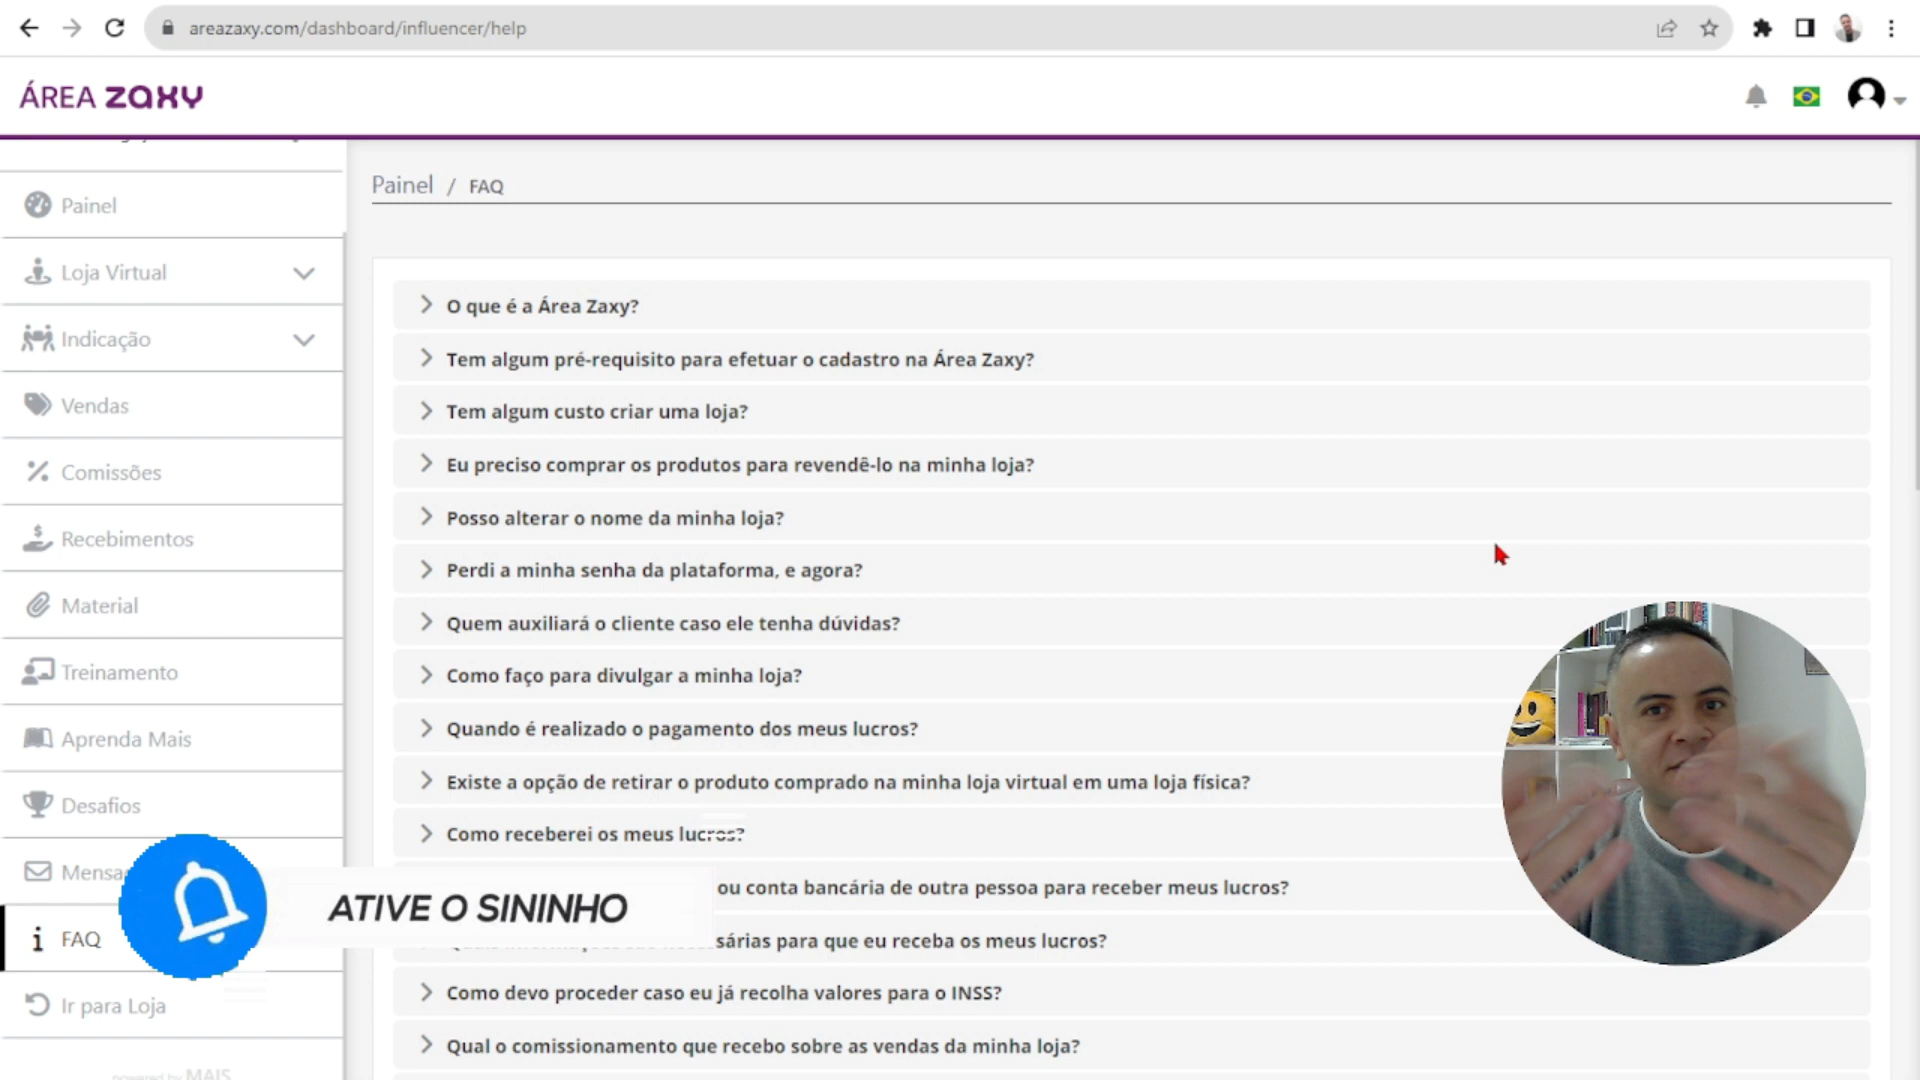 areazaxy.com/dashboard/influencer/help
ÁREA ZAXY
Painel
Loja Virtual
Indicação
Vendas
Comissões
Recebimentos
Material
Treinamento
Aprenda Mais
Desafios
Mensa
FAQ
Ir para Loja
powered by MAIS
Painel / FAQ
O que é a Área Zaxy?
Tem algum pré-requisito para efetuar o cadastro na Área Zaxy?
Tem algum custo criar uma loja?
Eu preciso comprar os produtos para revendê-lo na minha loja?
Posso alterar o nome da minha loja?
Perdi a minha senha da plataforma, e agora?
Quem auxiliará o cliente caso ele tenha dúvidas?
Como faço para divulgar a minha loja?
Quando é realizado o pagamento dos meus lucros?
Existe a opção de retirar o produto comprado na minha loja virtual em uma loja física?
Como receberei os meus lucros?
ou conta bancária de outra pessoa para receber meus lucros?
sárias para que eu receba os meus lucros?
Como devo proceder caso eu já recolha valores para o INSS?
Qual o comissionamento que recebo sobre as vendas da minha loja?
ATIVE O SININHO